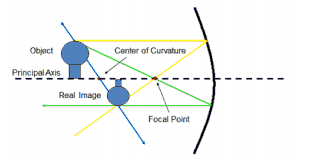 Object
Center of Curvature
Principal Axis
Real Image
Focal Point